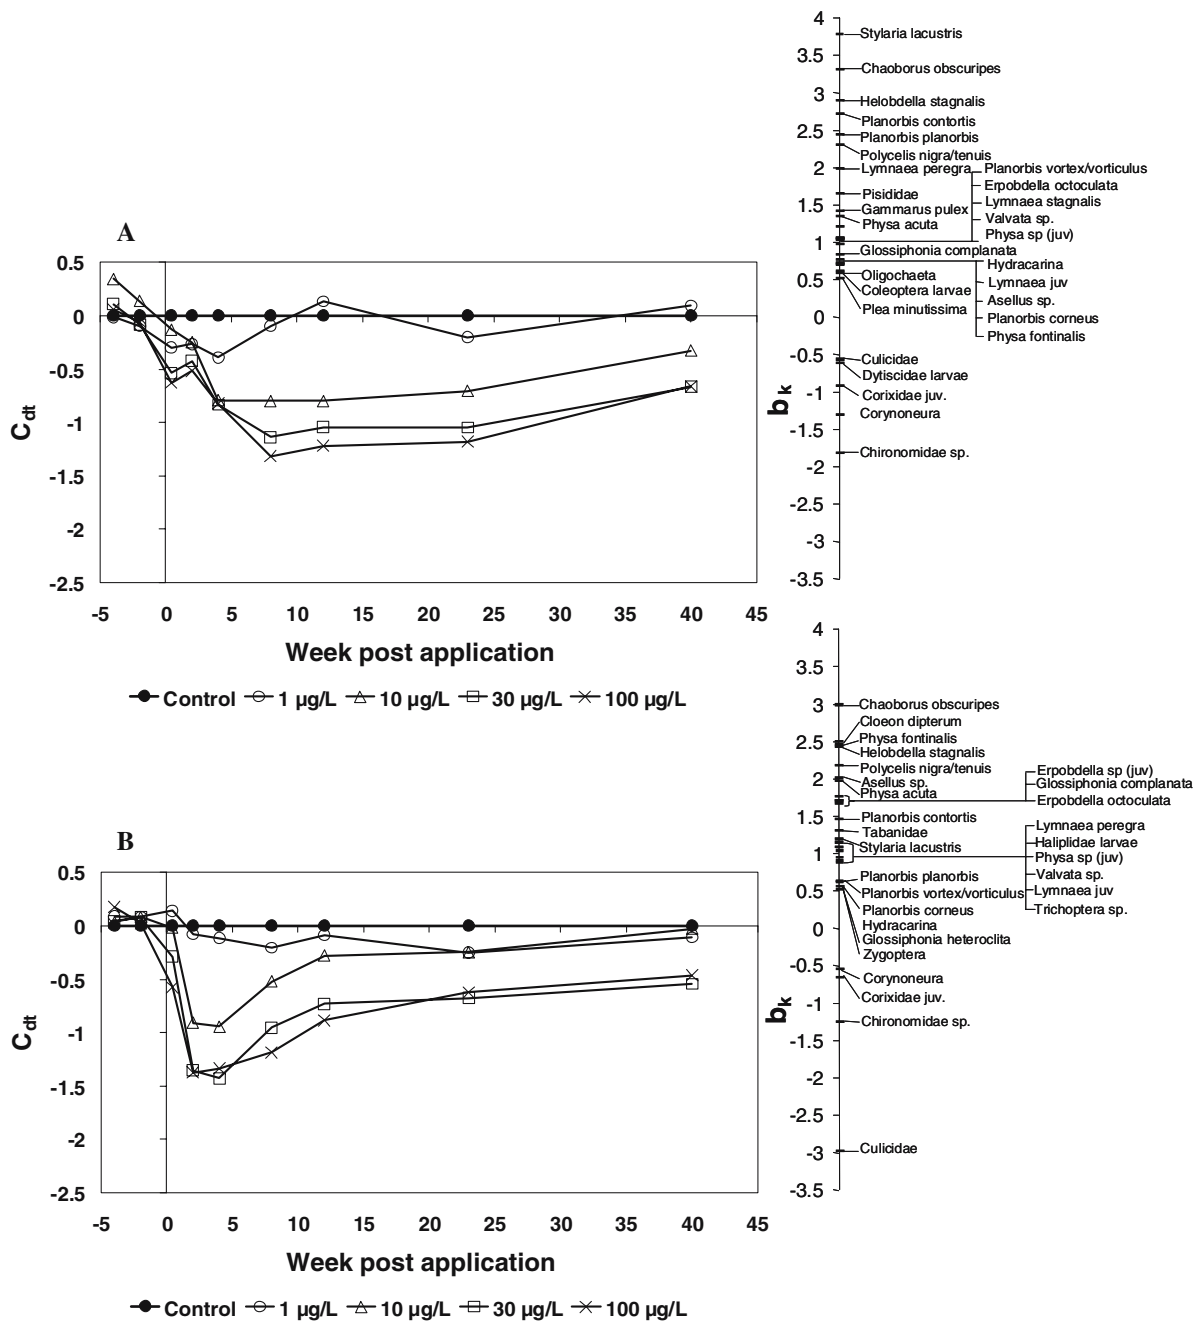 A
0.5
0
-0.5
-1
-1.5
-2
-2.5
Cdt
-5 0 5 10 15 20 25 30 35 40 45
Week post application
Control 1 µg/L 10 µg/L 30 µg/L 100 µg/L
4
3.5
3
2.5
2
1.5
1
0.5
0
-0.5
-1
-1.5
-2
-2.5
-3
-3.5
bk
Stylaria lacustris
Chaoborus obscuripes
Helobdella stagnalis
Planorbis contortis
Planorbis planorbis
Polycelis nigra/tenuis
Lymnaea peregra
Planorbis vortex/vorticulus
Erpobdella octoculata
Lymnaea stagnalis
Valvata sp.
Physa sp (juv)
Pisididae
Gammarus pulex
Physa acuta
Glossiphonia complanata
Hydracarina
Lymnaea juv
Asellus sp.
Planorbis corneus
Physa fontinalis
Oligochaeta
Coleoptera larvae
Plea minutissima
Culicidae
Dytiscidae larvae
Corixidae juv.
Corynoneura
Chironomidae sp.
B
0.5
0
-0.5
-1
-1.5
-2
-2.5
Cdt
-5 0 5 10 15 20 25 30 35 40 45
Week post application
Control 1 µg/L 10 µg/L 30 µg/L 100 µg/L
4
3.5
3
2.5
2
1.5
1
0.5
0
-0.5
-1
-1.5
-2
-2.5
-3
-3.5
bk
Chaoborus obscuripes
Cloeon dipterum
Physa fontinalis
Helobdella stagnalis
Polycelis nigra/tenuis
Asellus sp.
Physa acuta
Erpobdella sp (juv)
Glossiphonia complanata
Erpobdella octoculata
Planorbis contortis
Tabanidae
Stylaria lacustris
Lymnaea peregra
Haliplidae larvae
Physa sp (juv)
Valvata sp.
Lymnaea juv
Trichoptera sp.
Planorbis planorbis
Planorbis vortex/vorticulus
Planorbis corneus
Hydracarina
Glossiphonia heteroclita
Zygoptera
Corynoneura
Corixidae juv.
Chironomidae sp.
Culicidae